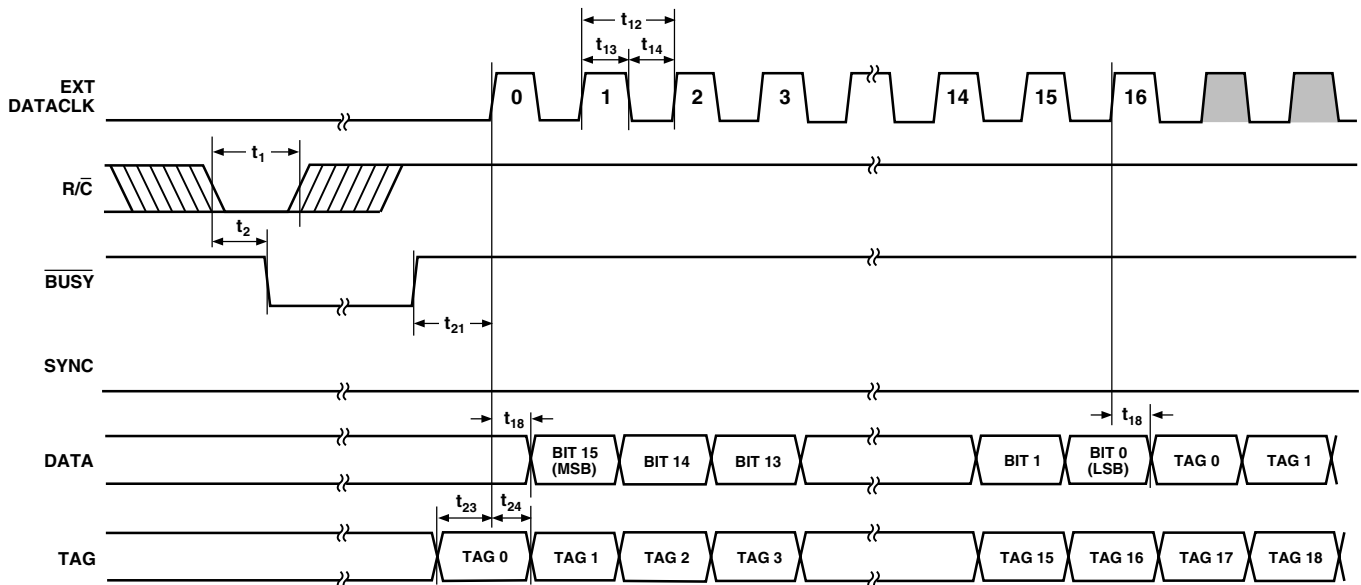 t12
t13 t14
EXT
DATACLK
0 1 2 3 14 15 16
t1
R/C̅
t2
B̅U̅S̅Y̅
t21
SYNC
t18 t18
DATA
BIT 15
(MSB)
BIT 14 BIT 13 BIT 1
BIT 0
(LSB)
TAG 0 TAG 1
t23 t24
TAG
TAG 0 TAG 1 TAG 2 TAG 3 TAG 15 TAG 16 TAG 17 TAG 18